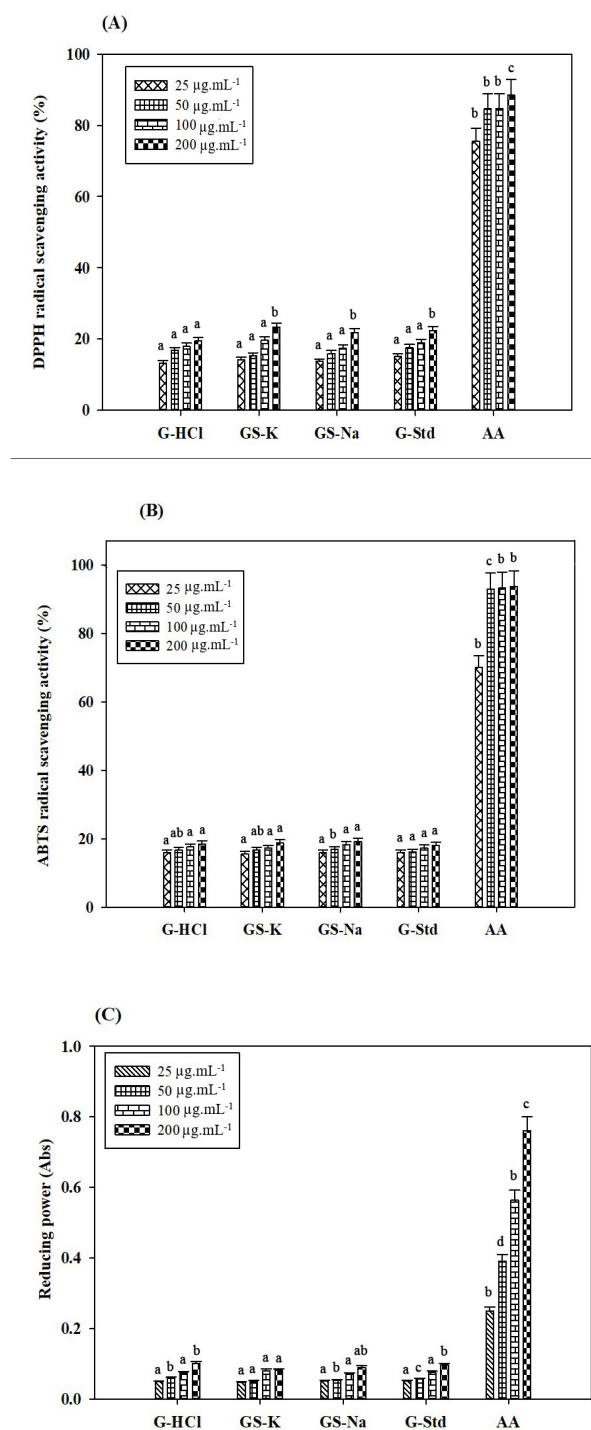 (A)
DPPH radical scavenging activity (%)
100
80
60
40
20
0
25 µg.mL-1
50 µg.mL-1
100 µg.mL-1
200 µg.mL-1
a a a a
a a a b
a a a b
a a a b
b b b c
G-HCl GS-K GS-Na G-Std AA
(B)
ABTS radical scavenging activity (%)
100
80
60
40
20
0
25 µg.mL-1
50 µg.mL-1
100 µg.mL-1
200 µg.mL-1
a ab a a
a ab a a
a b a a
a a a a
b c b b
G-HCl GS-K GS-Na G-Std AA
(C)
Reducing power (Abs)
1.0
0.8
0.6
0.4
0.2
0.0
25 µg.mL-1
50 µg.mL-1
100 µg.mL-1
200 µg.mL-1
a b a b
a a a a
a b a ab
a c a b
b d b c
G-HCl GS-K GS-Na G-Std AA